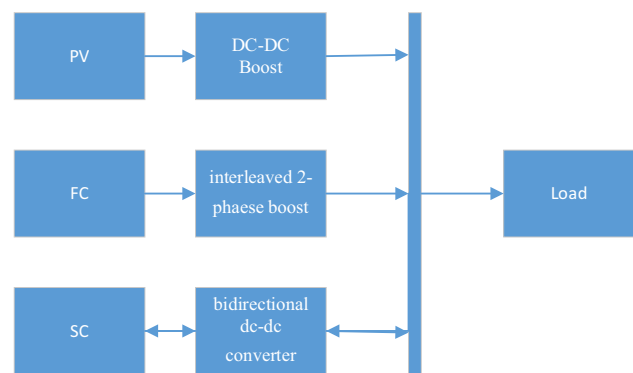 PV
DC-DC
Boost
FC
interleaved 2-
phaese boost
Load
SC
bidirectional
dc-dc
converter